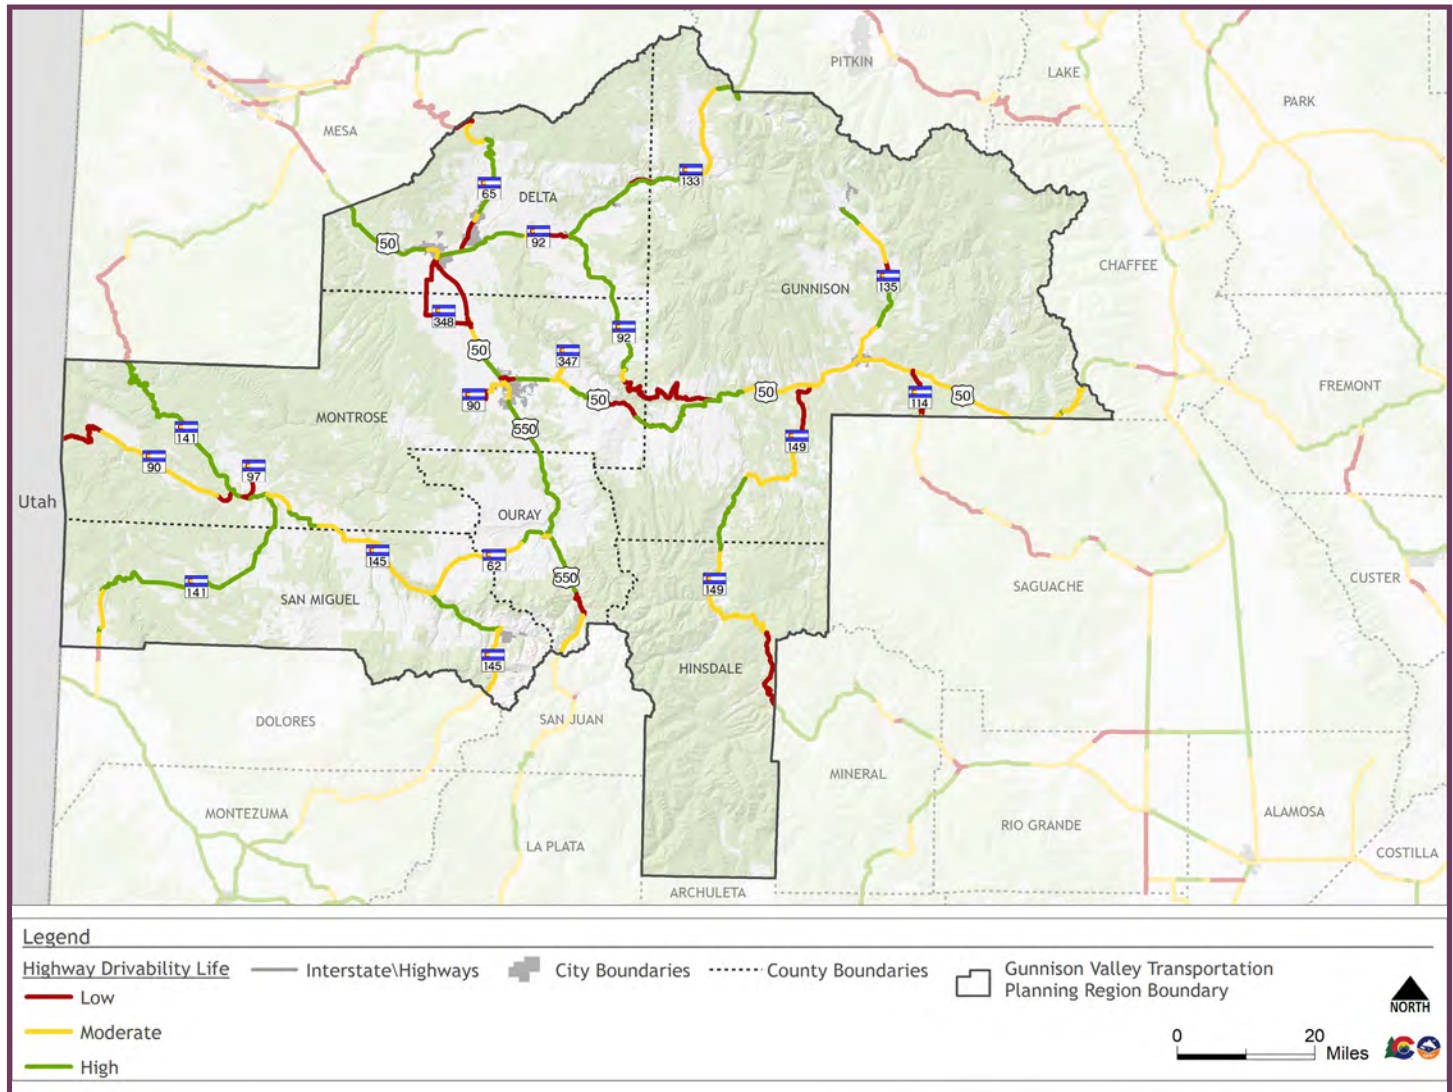 PITKIN
LAKE
PARK
MESA
133
65
DELTA
50
92
CHAFFEE
GUNNISON
135
348
92
50
347
FREMONT
90
50
50
114
50
MONTROSE
550
141
149
90
97
Utah
OURAY
145
62
550
149
CUSTER
141
SAN MIGUEL
SAGUACHE
145
HINSDALE
DOLORES
SAN JUAN
MINERAL
MONTEZUMA
RIO GRANDE
ALAMOSA
LA PLATA
COSTILLA
ARCHULETA
Legend
Highway Drivability Life
Interstate\Highways
City Boundaries
County Boundaries
Gunnison Valley Transportation
Planning Region Boundary
Low
Moderate
High
NORTH
0 20
Miles